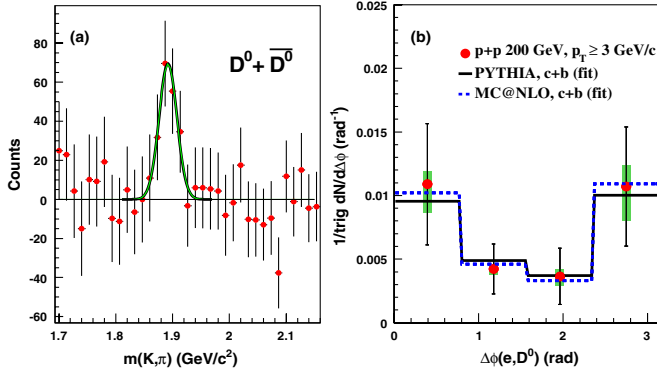 (a)
D⁰ + D̅⁰
Counts
80
60
40
20
0
-20
-40
-60
1.7 1.8 1.9 2 2.1
m(K,π) (GeV/c²)
(b)
p+p 200 GeV, p_T ≥ 3 GeV/c
PYTHIA, c+b (fit)
MC@NLO, c+b (fit)
1/trig dN/dΔϕ (rad⁻¹)
0.025
0.02
0.015
0.01
0.005
0
0 1 2 3
Δϕ(e,D⁰) (rad)